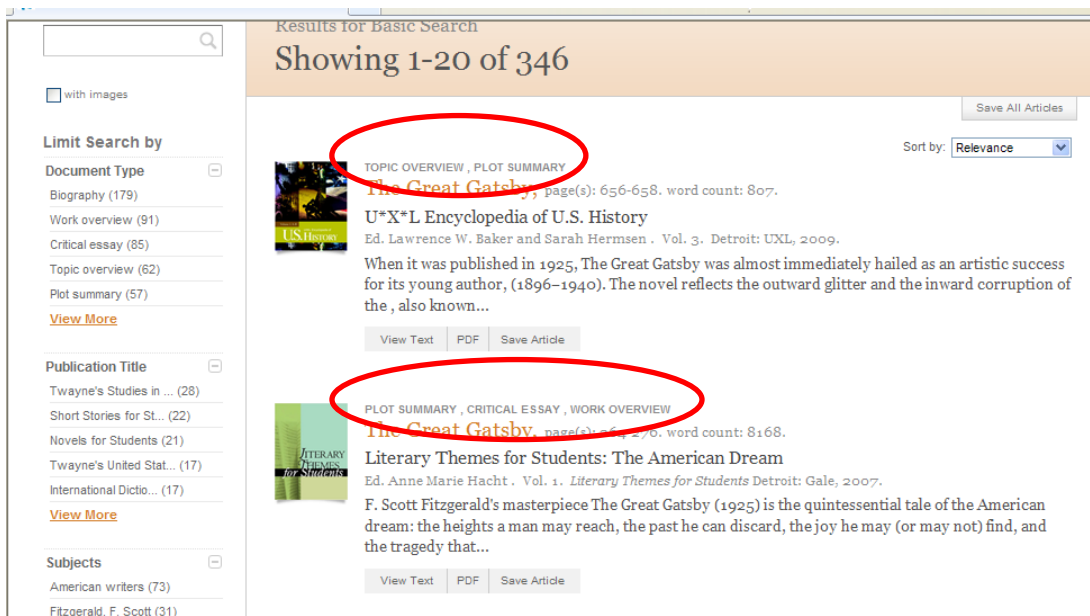 Results for Basic Search
Showing 1-20 of 346
with images
Save All Articles
Limit Search by
Sort by: Relevance
Document Type
Biography (179)
Work overview (91)
Critical essay (85)
Topic overview (62)
Plot summary (57)
View More
Publication Title
Twayne's Studies in ... (28)
Short Stories for St... (22)
Novels for Students (21)
Twayne's United Stat... (17)
International Dictio... (17)
View More
Subjects
American writers (73)
Fitzgerald, F. Scott (31)
TOPIC OVERVIEW , PLOT SUMMARY
The Great Gatsby, page(s): 656-658. word count: 807.
U*X*L Encyclopedia of U.S. History
Ed. Lawrence W. Baker and Sarah Hermsen . Vol. 3. Detroit: UXL, 2009.
When it was published in 1925, The Great Gatsby was almost immediately hailed as an artistic success
for its young author, (1896–1940). The novel reflects the outward glitter and the inward corruption of
the , also known...
View Text PDF Save Article
U.S. HISTORY
PLOT SUMMARY , CRITICAL ESSAY , WORK OVERVIEW
The Great Gatsby, page(s): 264-276. word count: 8168.
Literary Themes for Students: The American Dream
Ed. Anne Marie Hacht . Vol. 1. Literary Themes for Students Detroit: Gale, 2007.
F. Scott Fitzgerald's masterpiece The Great Gatsby (1925) is the quintessential tale of the American
dream: the heights a man may reach, the past he can discard, the joy he may (or may not) find, and
the tragedy that...
View Text PDF Save Article
LITERARY
THEMES
for Students